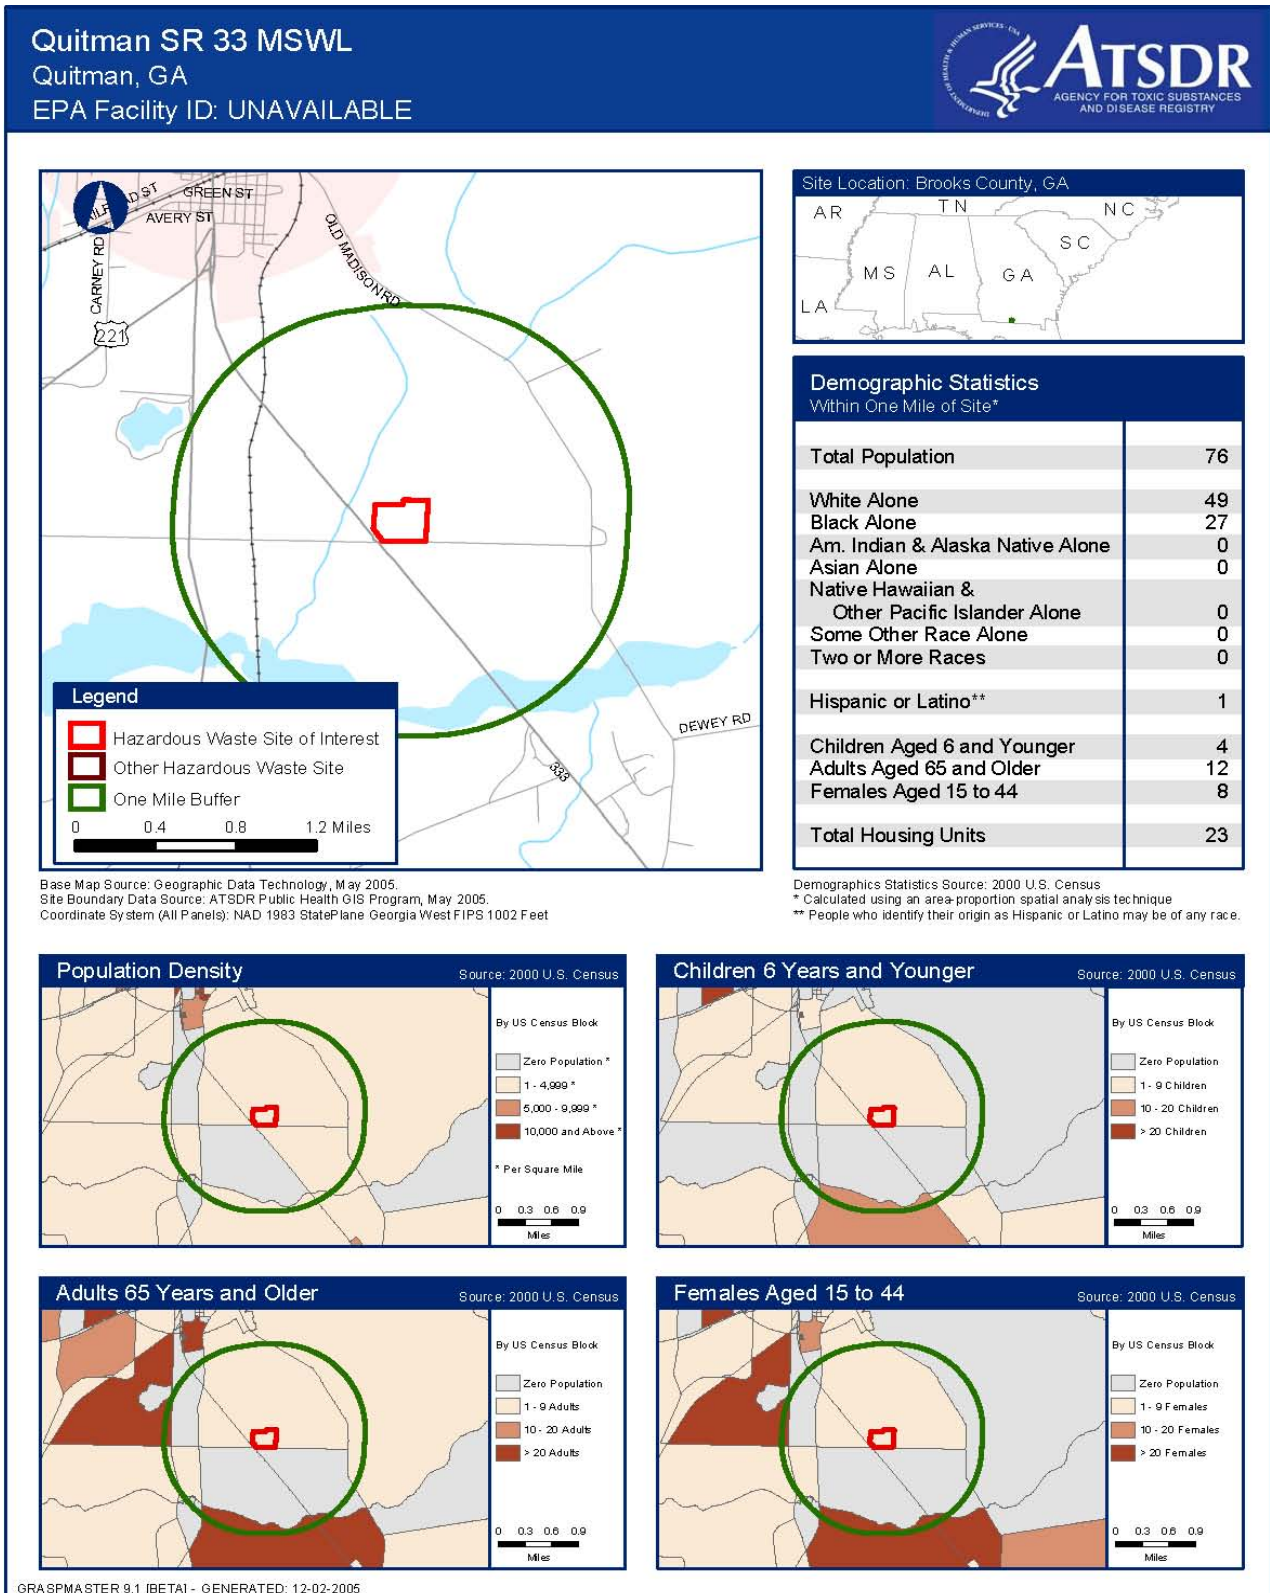 Quitman SR 33 MSWL
Quitman, GA
EPA Facility ID: UNAVAILABLE
DEPARTMENT OF HEALTH & HUMAN SERVICES · USA
ATSDR
AGENCY FOR TOXIC SUBSTANCES
AND DISEASE REGISTRY
GREEN ST
AVERY ST
CARNEY RD
OLD MADISON RD
221
DEWEY RD
333
Legend
Hazardous Waste Site of Interest
Other Hazardous Waste Site
One Mile Buffer
0 0.4 0.8 1.2 Miles
Base Map Source: Geographic Data Technology, May 2005.
Site Boundary Data Source: ATSDR Public Health GIS Program, May 2005.
Coordinate System (All Panels): NAD 1983 StatePlane Georgia West FIPS 1002 Feet
Site Location: Brooks County, GA
AR TN NC
SC
MS AL GA
LA
Demographic Statistics
Within One Mile of Site*
Total Population 76
White Alone 49
Black Alone 27
Am. Indian & Alaska Native Alone 0
Asian Alone 0
Native Hawaiian &
Other Pacific Islander Alone 0
Some Other Race Alone 0
Two or More Races 0
Hispanic or Latino** 1
Children Aged 6 and Younger 4
Adults Aged 65 and Older 12
Females Aged 15 to 44 8
Total Housing Units 23
Demographics Statistics Source: 2000 U.S. Census
* Calculated using an area-proportion spatial analysis technique
** People who identify their origin as Hispanic or Latino may be of any race.
Population Density Source: 2000 U.S. Census
By US Census Block
Zero Population *
1 - 4,999 *
5,000 - 9,999 *
10,000 and Above *
* Per Square Mile
0 0.3 0.6 0.9
Miles
Children 6 Years and Younger Source: 2000 U.S. Census
By US Census Block
Zero Population
1 - 9 Children
10 - 20 Children
> 20 Children
0 0.3 0.6 0.9
Miles
Adults 65 Years and Older Source: 2000 U.S. Census
By US Census Block
Zero Population
1 - 9 Adults
10 - 20 Adults
> 20 Adults
0 0.3 0.6 0.9
Miles
Females Aged 15 to 44 Source: 2000 U.S. Census
By US Census Block
Zero Population
1 - 9 Females
10 - 20 Females
> 20 Females
0 0.3 0.6 0.9
Miles
GRASPMASTER 9.1 [BETA] - GENERATED: 12-02-2005